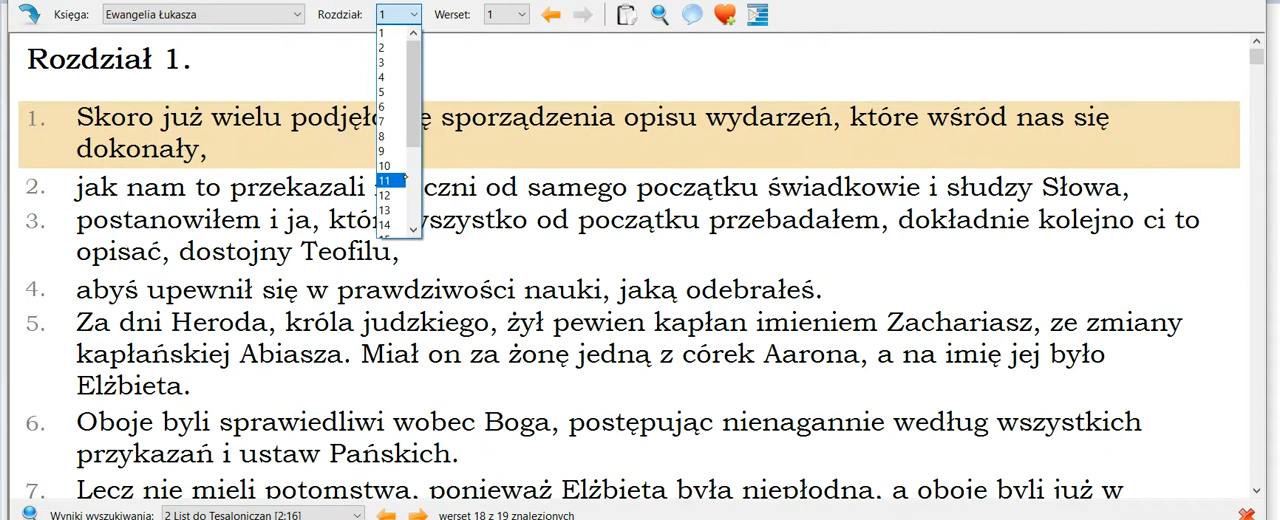 Księga: Ewangelia Łukasza Rozdział: 1 Werset: 1
1
2
3
4
5
6
7
8
9
10
11
12
13
14
Rozdział 1.
1. Skoro już wielu sporządzenia opisu wydarzeń, które wśród nas się
dokonały,
2. jak nam to przekazali od samego początku świadkowie i słudzy Słowa,
3. postanowiłem i ja, od początku przebadałem, dokładnie kolejno ci to
opisać, dostojny Teofilu,
4. abyś upewnił się w prawdziwości nauki, jaką odebrałeś.
5. Za dni Heroda, króla judzkiego, żył pewien kapłan imieniem Zachariasz, ze zmiany
kapłańskiej Abiasza. Miał on za żonę jedną z córek Aarona, a na imię jej było
Elżbieta.
6. Oboje byli sprawiedliwi wobec Boga, postępując nienagannie według wszystkich
przykazań i ustaw Pańskich.
7. Lecz nie mieli potomstwa, ponieważ Elżbieta była niepłodna, a oboje byli już w
Wyniki wyszukiwania: 2 List do Tesaloniczan [2:16] werset 18 z 19 znalezionych